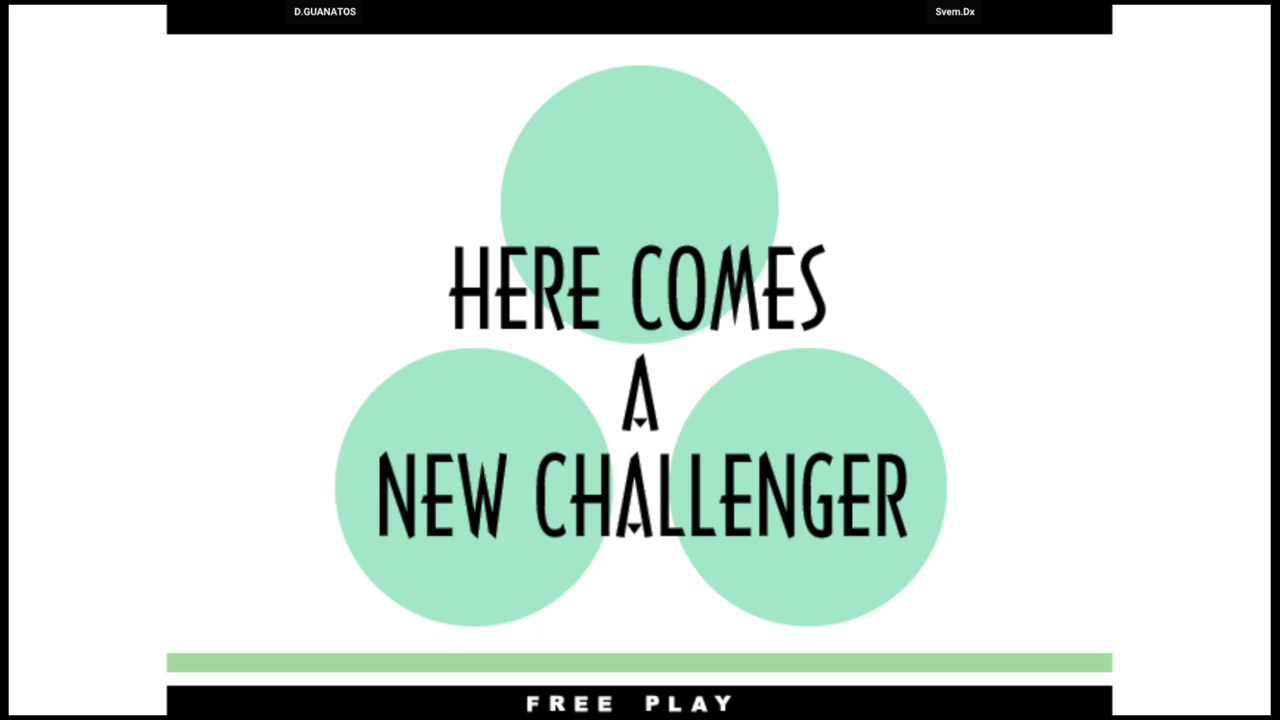 D.GUANATOS
Svem.Dx
HERE COMES
A
NEW CHALLENGER
FREE PLAY